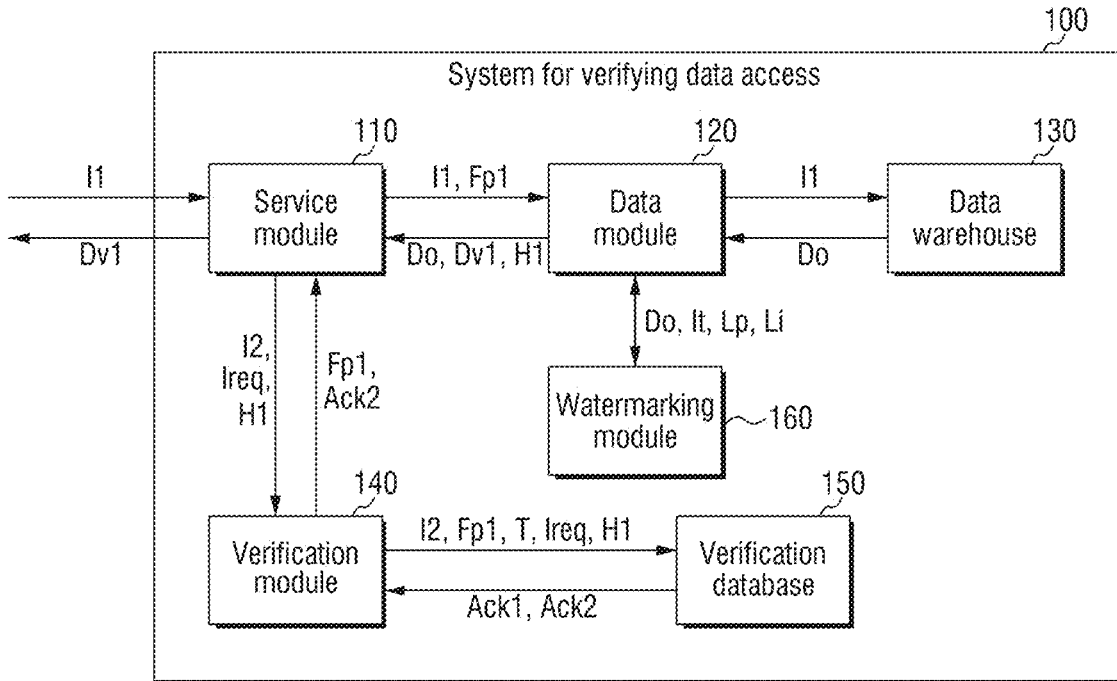 100
System for verifying data access
110
120
130
I1
Service
module
I1, Fp1
Data
module
I1
Data
warehouse
Dv1
Do, Dv1, H1
Do
I2,
Ireq,
H1
Fp1,
Ack2
Do, It, Lp, Li
Watermarking
module
160
140
150
Verification
module
I2, Fp1, T, Ireq, H1
Verification
database
Ack1, Ack2